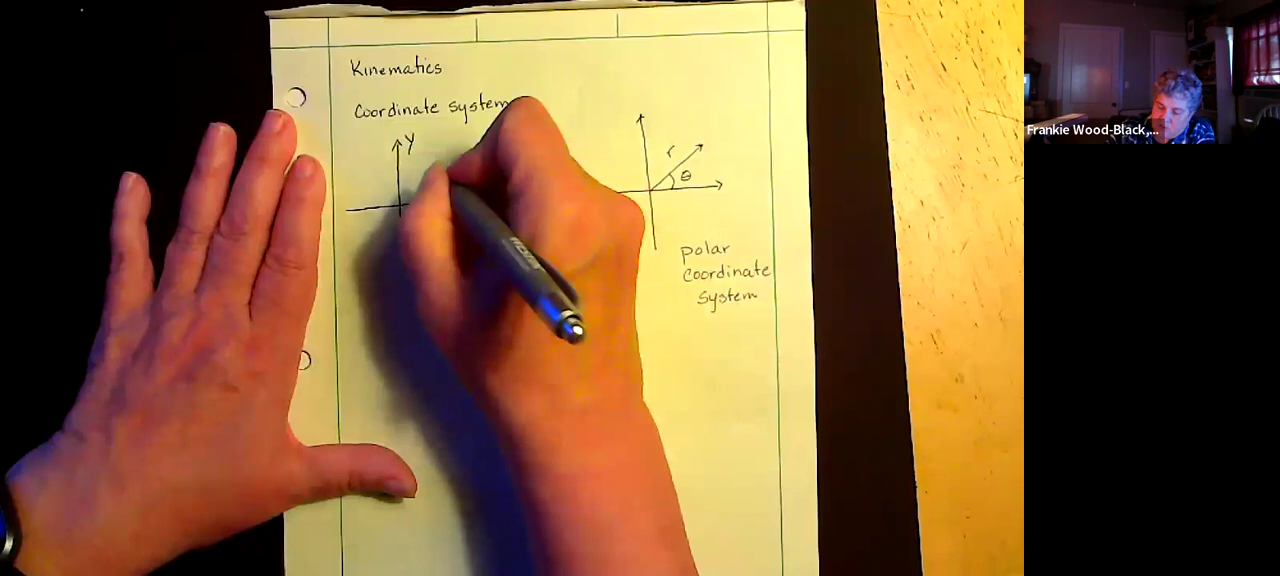 Kinematics
Coordinate system
y
r
θ
polar
coordinate
system
Frankie Wood-Black,...